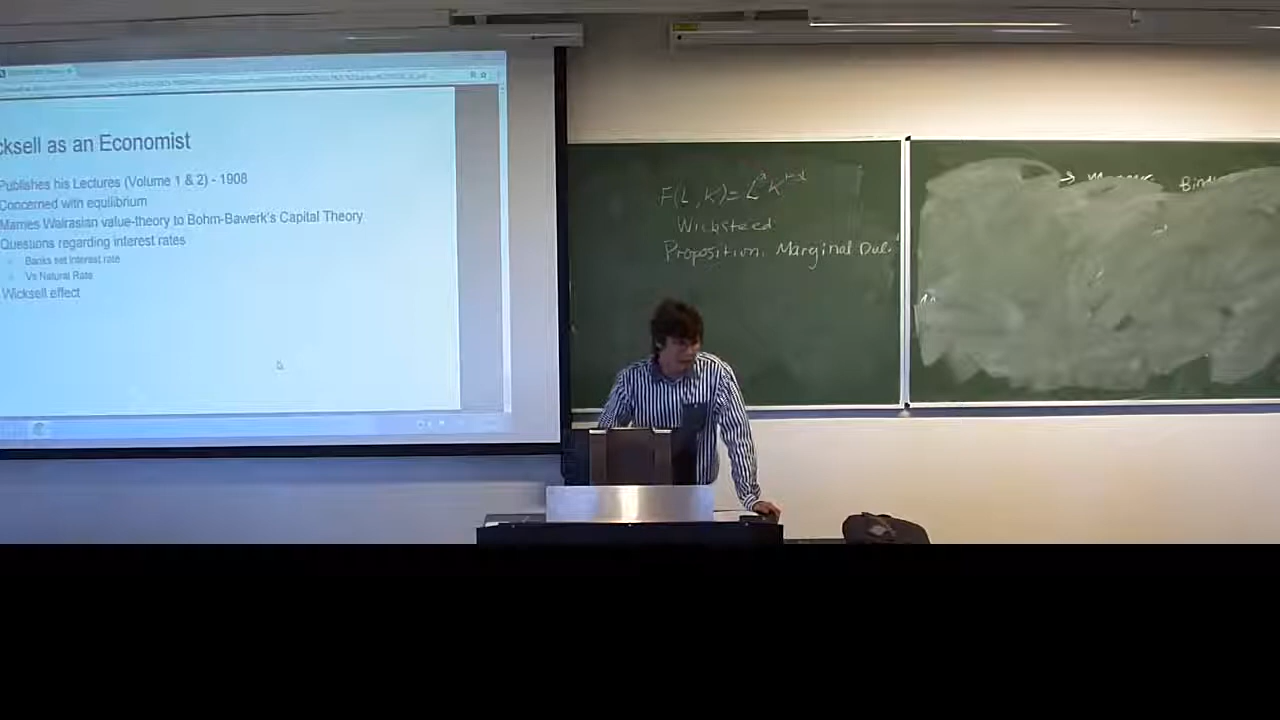 cksell as an Economist
Publishes his Lectures (Volume 1 & 2) - 1908
Concerned with equilibrium
Marries Walrasian value-theory to Bohm-Bawerk's Capital Theory
Questions regarding interest rates
Banks set interest rate
Vs Natural Rate
Wicksell effect
F(L, K) = L^α K^1-α
Wicksteed
Proposition. Marginal